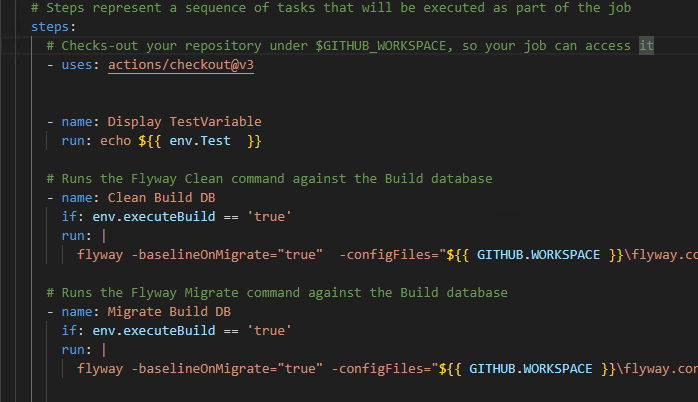 # Steps represent a sequence of tasks that will be executed as part of the job
steps:
# Checks-out your repository under $GITHUB_WORKSPACE, so your job can access it
- uses: actions/checkout@v3
- name: Display TestVariable
run: echo ${{ env.Test  }}
# Runs the Flyway Clean command against the Build database
- name: Clean Build DB
if: env.executeBuild == 'true'
run: |
flyway -baselineOnMigrate="true"  -configFiles="${{ GITHUB.WORKSPACE }}\flyway.co
# Runs the Flyway Migrate command against the Build database
- name: Migrate Build DB
if: env.executeBuild == 'true'
run: |
flyway -baselineOnMigrate="true" -configFiles="${{ GITHUB.WORKSPACE }}\flyway.con